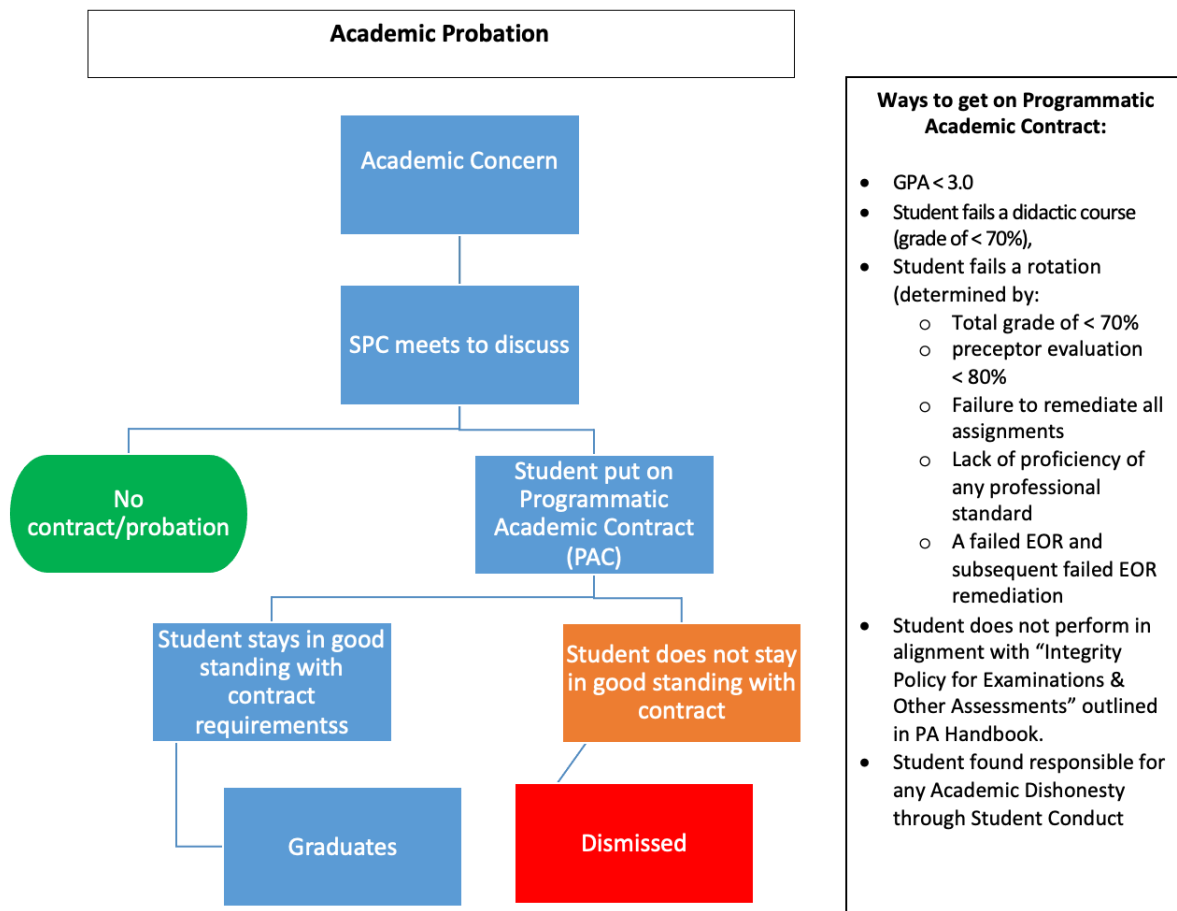 Academic Probation
Academic Concern
SPC meets to discuss
No
contract/probation
Student put on
Programmatic
Academic Contract
(PAC)
Student stays in good
standing with
contract
requirementss
Student does not stay
in good standing with
contract
Graduates
Dismissed
Ways to get on Programmatic
Academic Contract:
• GPA < 3.0
• Student fails a didactic course
(grade of < 70%),
• Student fails a rotation
(determined by:
o Total grade of < 70%
o preceptor evaluation
< 80%
o Failure to remediate all
assignments
o Lack of proficiency of
any professional
standard
o A failed EOR and
subsequent failed EOR
remediation
• Student does not perform in
alignment with “Integrity
Policy for Examinations &
Other Assessments” outlined
in PA Handbook.
• Student found responsible for
any Academic Dishonesty
through Student Conduct